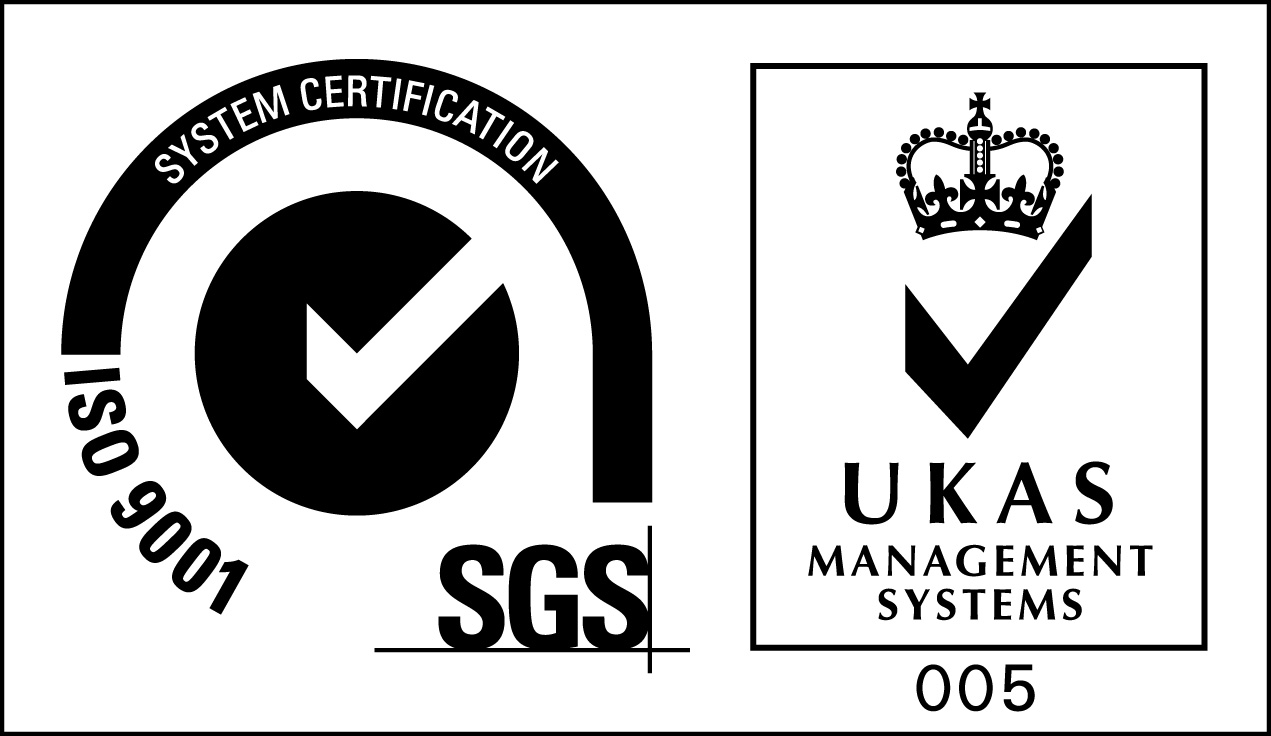 SYSTEM CERTIFICATION
ISO 9001
SGS
UKAS
MANAGEMENT
SYSTEMS
005